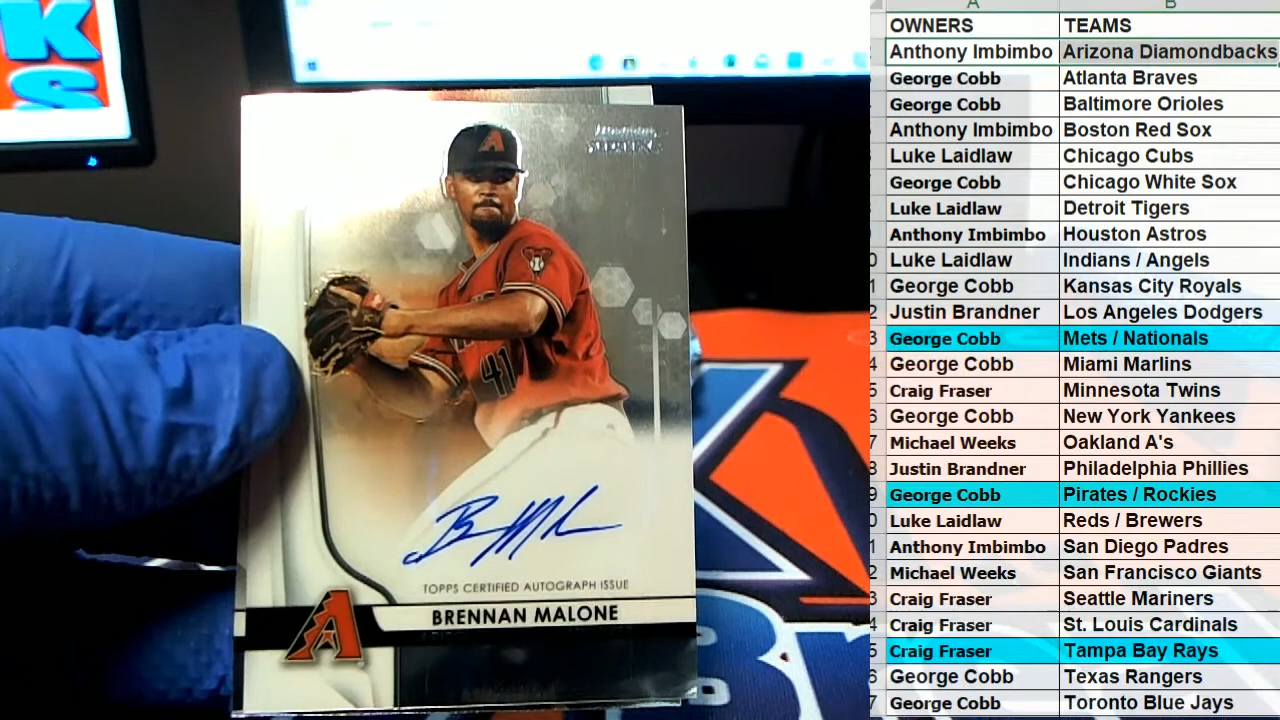 K
S
A
BOWMAN STERLING
41
TOPPS CERTIFIED AUTOGRAPH ISSUE
BRENNAN MALONE
A B
OWNERS TEAMS
Anthony Imbimbo Arizona Diamondbacks
George Cobb Atlanta Braves
George Cobb Baltimore Orioles
Anthony Imbimbo Boston Red Sox
Luke Laidlaw Chicago Cubs
George Cobb Chicago White Sox
Luke Laidlaw Detroit Tigers
Anthony Imbimbo Houston Astros
Luke Laidlaw Indians / Angels
George Cobb Kansas City Royals
Justin Brandner Los Angeles Dodgers
George Cobb Mets / Nationals
George Cobb Miami Marlins
Craig Fraser Minnesota Twins
George Cobb New York Yankees
Michael Weeks Oakland A's
Justin Brandner Philadelphia Phillies
George Cobb Pirates / Rockies
Luke Laidlaw Reds / Brewers
Anthony Imbimbo San Diego Padres
Michael Weeks San Francisco Giants
Craig Fraser Seattle Mariners
Craig Fraser St. Louis Cardinals
Craig Fraser Tampa Bay Rays
George Cobb Texas Rangers
George Cobb Toronto Blue Jays